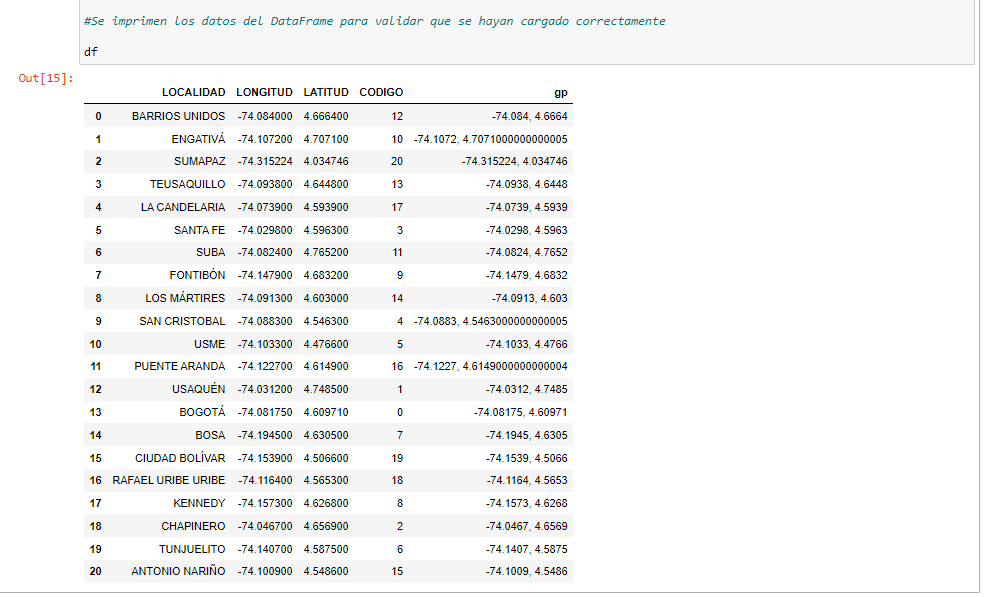 #Se imprimen los datos del DataFrame para validar que se hayan cargado correctamente
df
Out[15]:
LOCALIDAD LONGITUD LATITUD CODIGO gp
0 BARRIOS UNIDOS -74.084000 4.666400 12 -74.084, 4.6664
1 ENGATIVÁ -74.107200 4.707100 10 -74.1072, 4.7071000000000005
2 SUMAPAZ -74.315224 4.034746 20 -74.315224, 4.034746
3 TEUSAQUILLO -74.093800 4.644800 13 -74.0938, 4.6448
4 LA CANDELARIA -74.073900 4.593900 17 -74.0739, 4.5939
5 SANTA FE -74.029800 4.596300 3 -74.0298, 4.5963
6 SUBA -74.082400 4.765200 11 -74.0824, 4.7652
7 FONTIBÓN -74.147900 4.683200 9 -74.1479, 4.6832
8 LOS MÁRTIRES -74.091300 4.603000 14 -74.0913, 4.603
9 SAN CRISTOBAL -74.088300 4.546300 4 -74.0883, 4.5463000000000005
10 USME -74.103300 4.476600 5 -74.1033, 4.4766
11 PUENTE ARANDA -74.122700 4.614900 16 -74.1227, 4.6149000000000004
12 USAQUÉN -74.031200 4.748500 1 -74.0312, 4.7485
13 BOGOTÁ -74.081750 4.609710 0 -74.08175, 4.60971
14 BOSA -74.194500 4.630500 7 -74.1945, 4.6305
15 CIUDAD BOLÍVAR -74.153900 4.506600 19 -74.1539, 4.5066
16 RAFAEL URIBE URIBE -74.116400 4.565300 18 -74.1164, 4.5653
17 KENNEDY -74.157300 4.626800 8 -74.1573, 4.6268
18 CHAPINERO -74.046700 4.656900 2 -74.0467, 4.6569
19 TUNJUELITO -74.140700 4.587500 6 -74.1407, 4.5875
20 ANTONIO NARIÑO -74.100900 4.548600 15 -74.1009, 4.5486